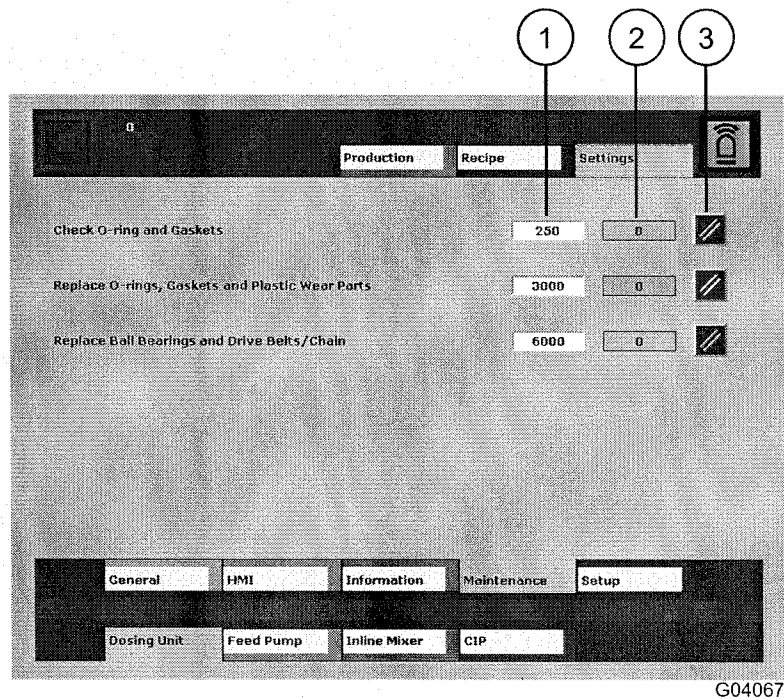 1 2 3
0
Production Recipe Settings
Check O-ring and Gaskets 250 0
Replace O-rings, Gaskets and Plastic Wear Parts 3000 0
Replace Ball Bearings and Drive Belts/Chain 6000 0
General HMI Information Maintenance Setup
Dosing Unit Feed Pump Inline Mixer CIP
G04067